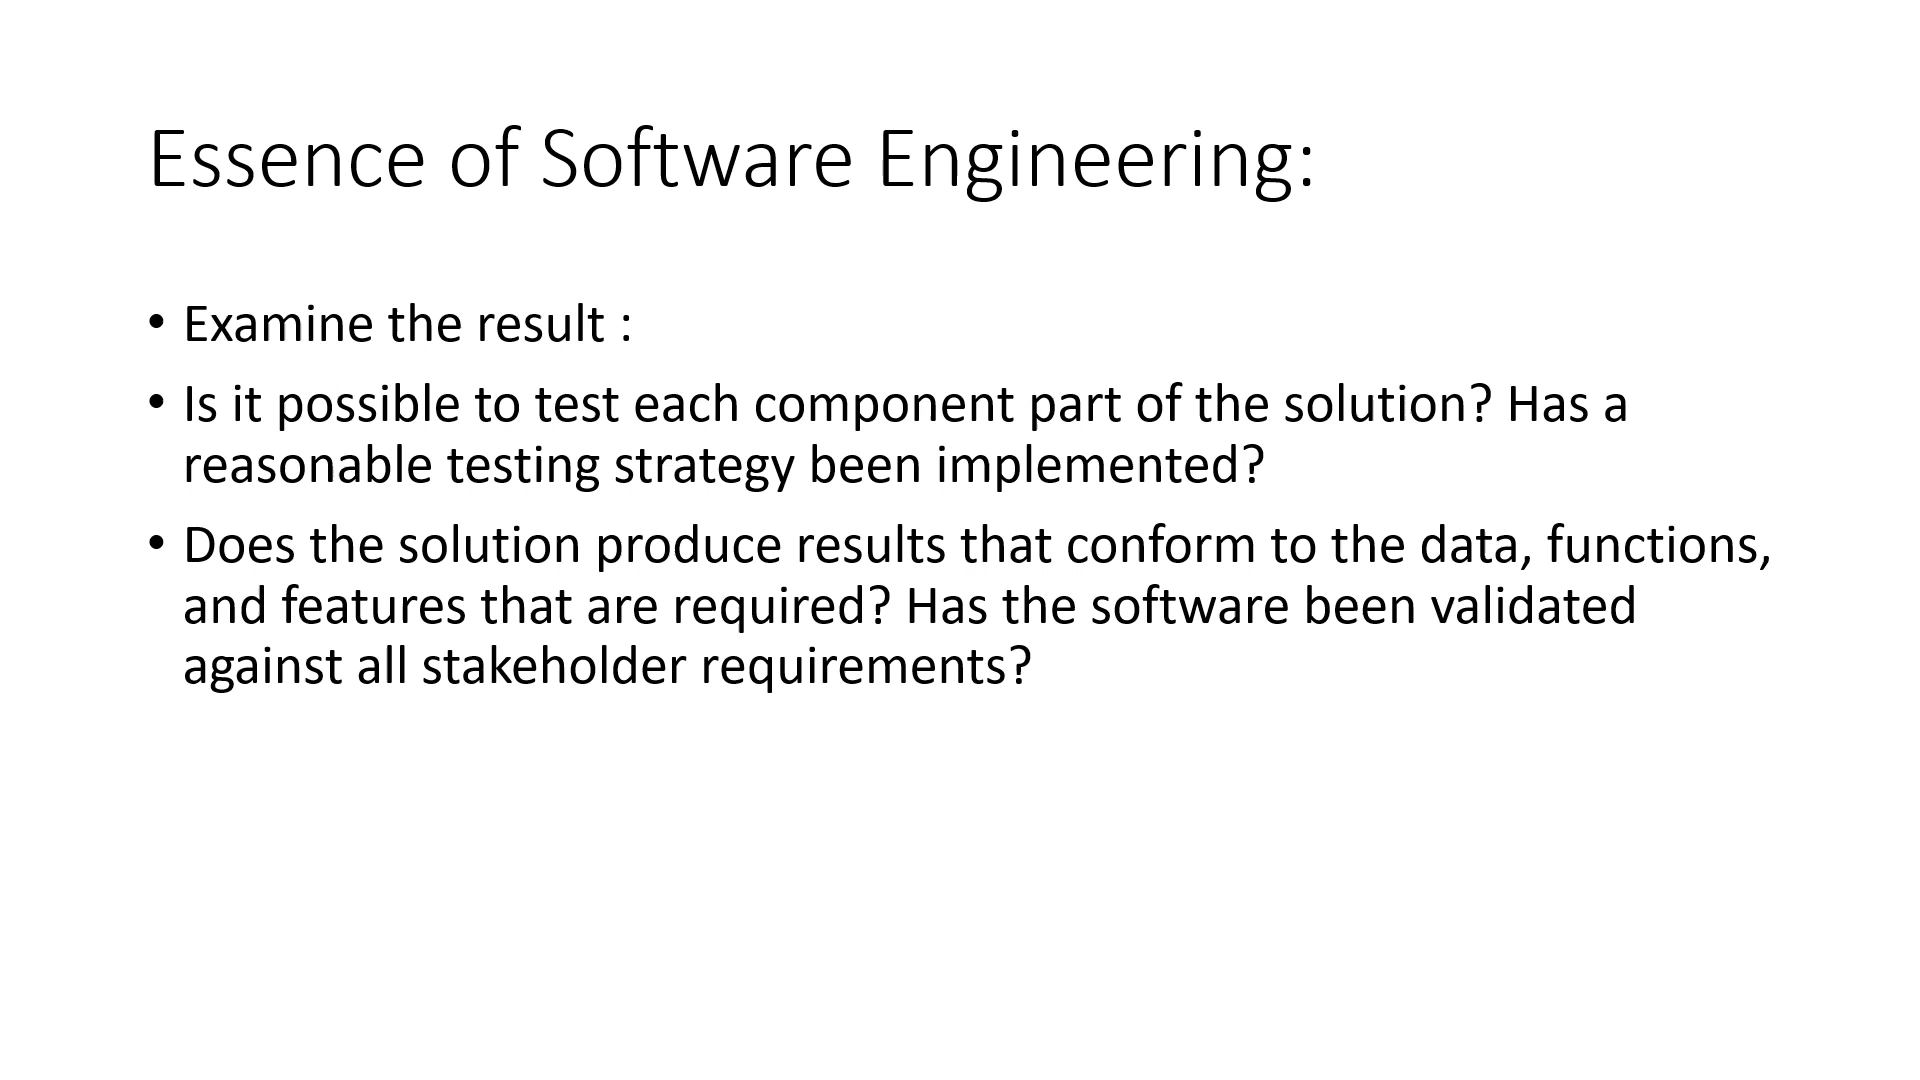 Essence of Software Engineering:
• Examine the result :
• Is it possible to test each component part of the solution? Has a
reasonable testing strategy been implemented?
• Does the solution produce results that conform to the data, functions,
and features that are required? Has the software been validated
against all stakeholder requirements?